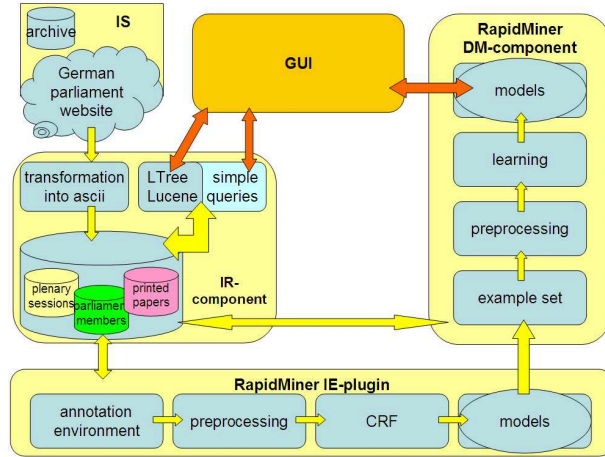 IS
archive
German
parliament
website
GUI
RapidMiner
DM-component
models
learning
preprocessing
example set
transformation
into ascii
LTree
Lucene
simple
queries
plenary
sessions
parliamen
members
printed
papers
IR-
component
RapidMiner IE-plugin
annotation
environment
preprocessing
CRF
models